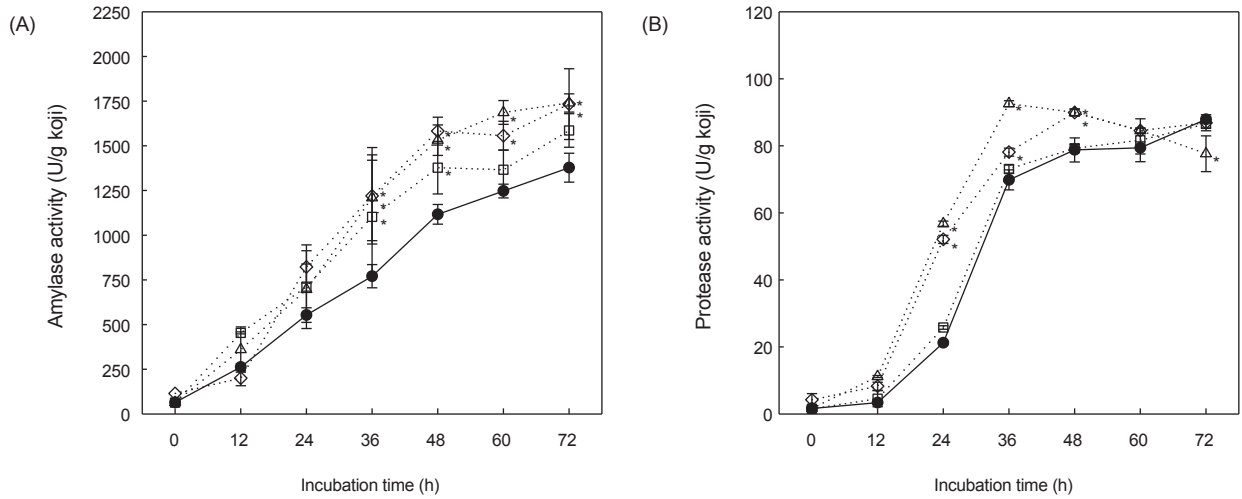 (A)
Amylase activity (U/g koji)
2250
2000
1750
1500
1250
1000
750
500
250
0
0 12 24 36 48 60 72
Incubation time (h)
* * * * * * * * * *
(B)
Protease activity (U/g koji)
120
100
80
60
40
20
0
0 12 24 36 48 60 72
Incubation time (h)
* * * * * * *